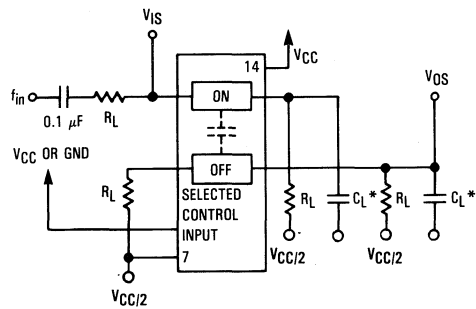 VIS
14
VCC
fin
0.1 μF
RL
ON
VOS
VCC OR GND
RL
OFF
SELECTED
CONTROL
INPUT
7
RL
CL*
RL
CL*
VCC/2
VCC/2
VCC/2